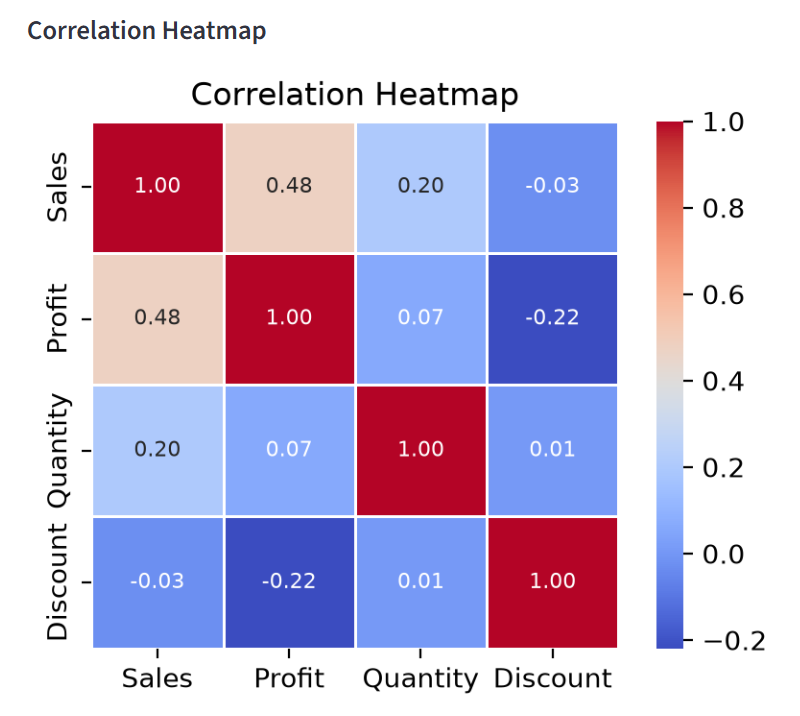 Correlation Heatmap
Correlation Heatmap
Sales 1.00 0.48 0.20 -0.03
Profit 0.48 1.00 0.07 -0.22
Quantity 0.20 0.07 1.00 0.01
Discount -0.03 -0.22 0.01 1.00
Sales Profit Quantity Discount
1.0
0.8
0.6
0.4
0.2
0.0
−0.2